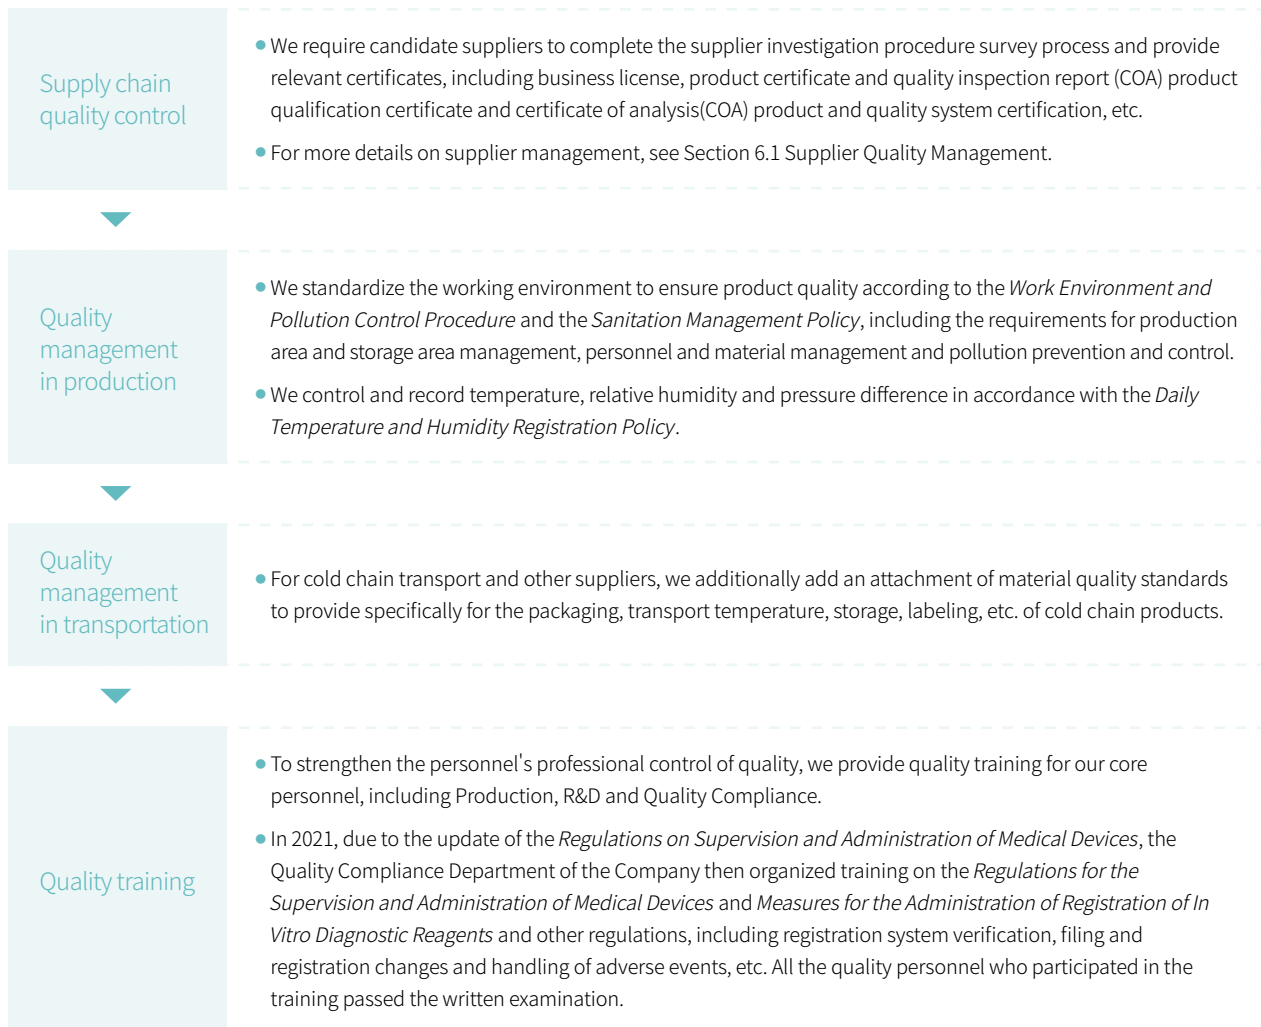 Supply chain
quality control
We require candidate suppliers to complete the supplier investigation procedure survey process and provide
relevant certificates, including business license, product certificate and quality inspection report (COA) product
qualification certificate and certificate of analysis(COA) product and quality system certification, etc.
For more details on supplier management, see Section 6.1 Supplier Quality Management.
Quality
management
in production
We standardize the working environment to ensure product quality according to the Work Environment and
Pollution Control Procedure and the Sanitation Management Policy, including the requirements for production
area and storage area management, personnel and material management and pollution prevention and control.
We control and record temperature, relative humidity and pressure difference in accordance with the Daily
Temperature and Humidity Registration Policy.
Quality
management
in transportation
For cold chain transport and other suppliers, we additionally add an attachment of material quality standards
to provide specifically for the packaging, transport temperature, storage, labeling, etc. of cold chain products.
Quality training
To strengthen the personnel's professional control of quality, we provide quality training for our core
personnel, including Production, R&D and Quality Compliance.
In 2021, due to the update of the Regulations on Supervision and Administration of Medical Devices, the
Quality Compliance Department of the Company then organized training on the Regulations for the
Supervision and Administration of Medical Devices and Measures for the Administration of Registration of In
Vitro Diagnostic Reagents and other regulations, including registration system verification, filing and
registration changes and handling of adverse events, etc. All the quality personnel who participated in the
training passed the written examination.